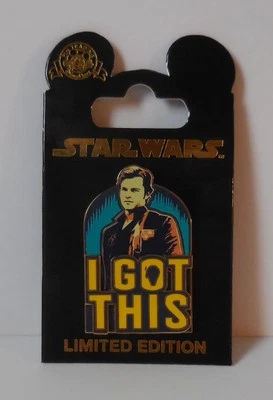 STAR WARS
I GOT
THIS
LIMITED EDITION